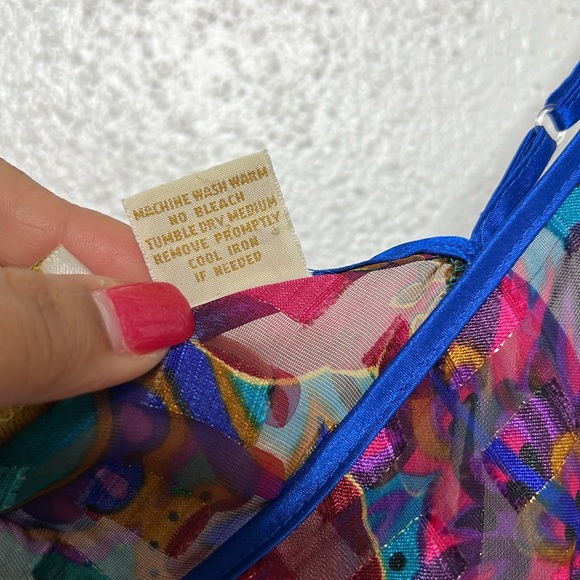 MACHINE WASH WARM
NO BLEACH
TUMBLE DRY MEDIUM
REMOVE PROMPTLY
COOL IRON
IF NEEDED